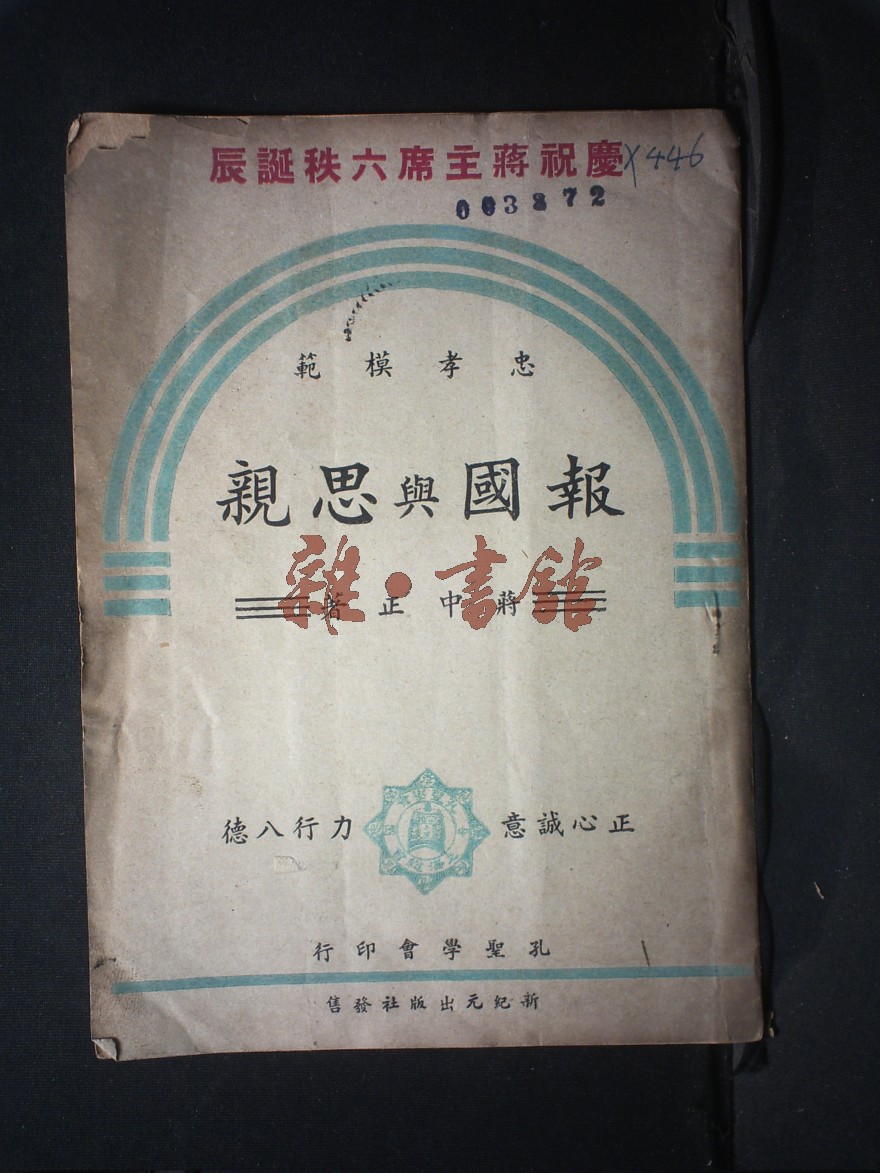 慶祝蔣主席六秩誕辰
X446
003872
忠孝模範
報國與思親
蔣中正著
雜·書館
正心誠意 力行八德
孔聖學會印行
新紀元出版社發售